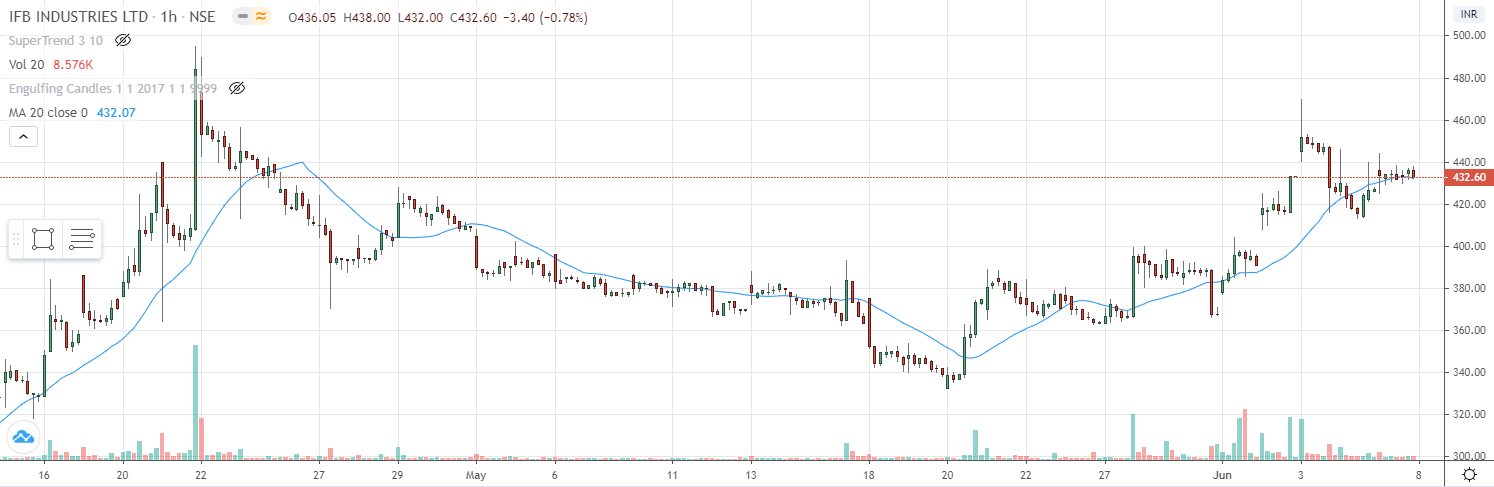 IFB INDUSTRIES LTD · 1h · NSE O436.05 H438.00 L432.00 C432.60 −3.40 (−0.78%) INR
SuperTrend 3 10
Vol 20 8.576K
Engulfing Candles 1 1 2017 1 1 9999
MA 20 close 0 432.07
500.00
480.00
460.00
440.00
432.60
420.00
400.00
380.00
360.00
340.00
320.00
300.00
16 20 22 27 29 May 6 11 13 18 20 22 27 Jun 3 8